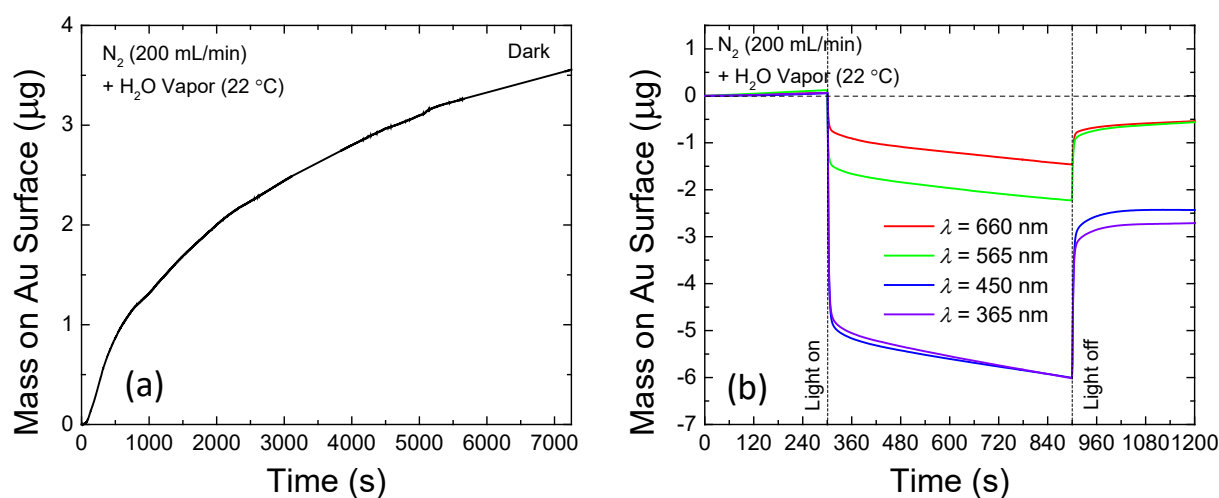 (a)
Mass on Au Surface (μg)
4
3
2
1
0
N₂ (200 mL/min)
+ H₂O Vapor (22 °C)
Dark
0 1000 2000 3000 4000 5000 6000 7000
Time (s)
(b)
Mass on Au Surface (μg)
1
0
-1
-2
-3
-4
-5
-6
-7
N₂ (200 mL/min)
+ H₂O Vapor (22 °C)
λ = 660 nm
λ = 565 nm
λ = 450 nm
λ = 365 nm
Light on
Light off
0 120 240 360 480 600 720 840 960 1080 1200
Time (s)